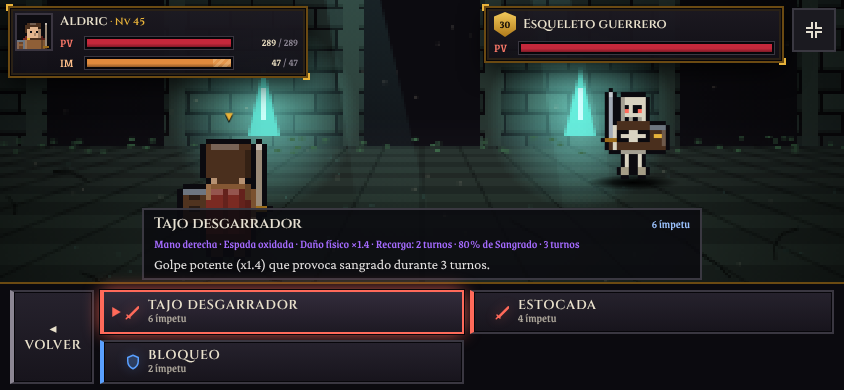 ALDRIC · NV 45
PV 289 / 289
IM 47 / 47
30 ESQUELETO GUERRERO
PV
TAJO DESGARRADOR 6 ímpetu
Mano derecha · Espada oxidada · Daño físico ×1.4 · Recarga: 2 turnos · 80% de Sangrado · 3 turnos
Golpe potente (x1.4) que provoca sangrado durante 3 turnos.
◄ VOLVER
TAJO DESGARRADOR
6 ímpetu
ESTOCADA
4 ímpetu
BLOQUEO
2 ímpetu